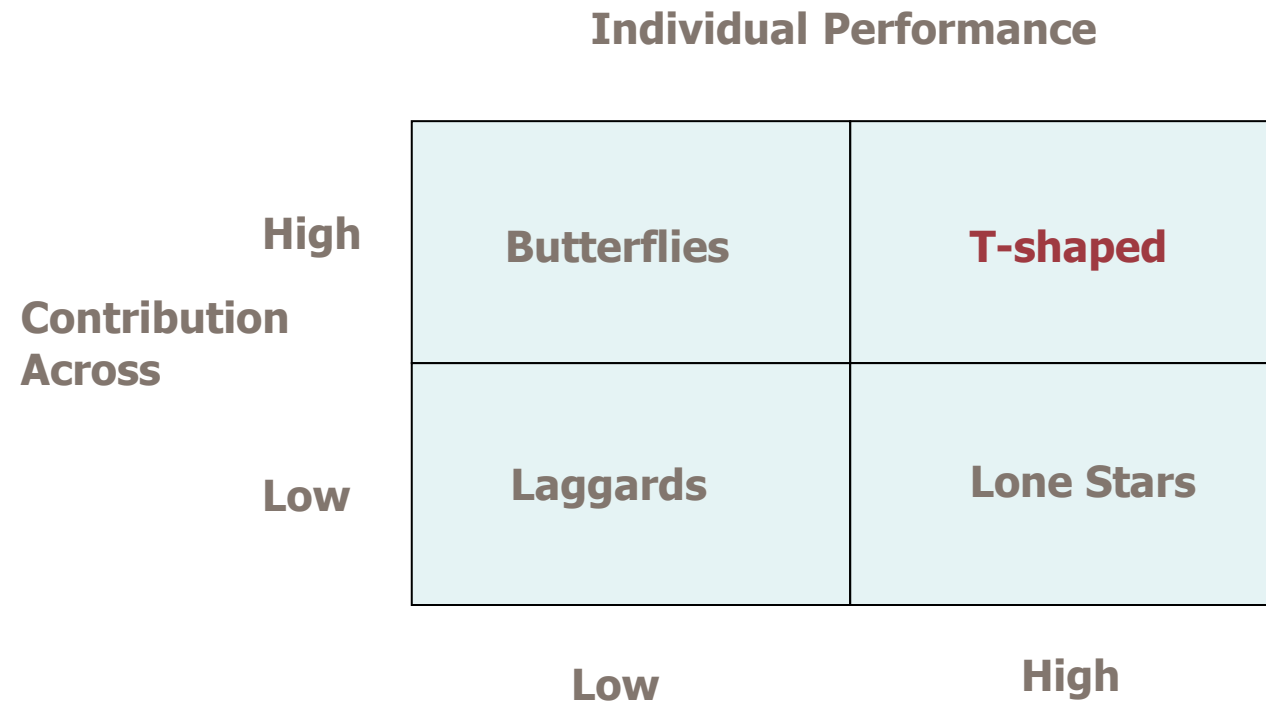 Individual Performance
High
Butterflies
T-shaped
Contribution
Across
Low
Laggards
Lone Stars
Low
High